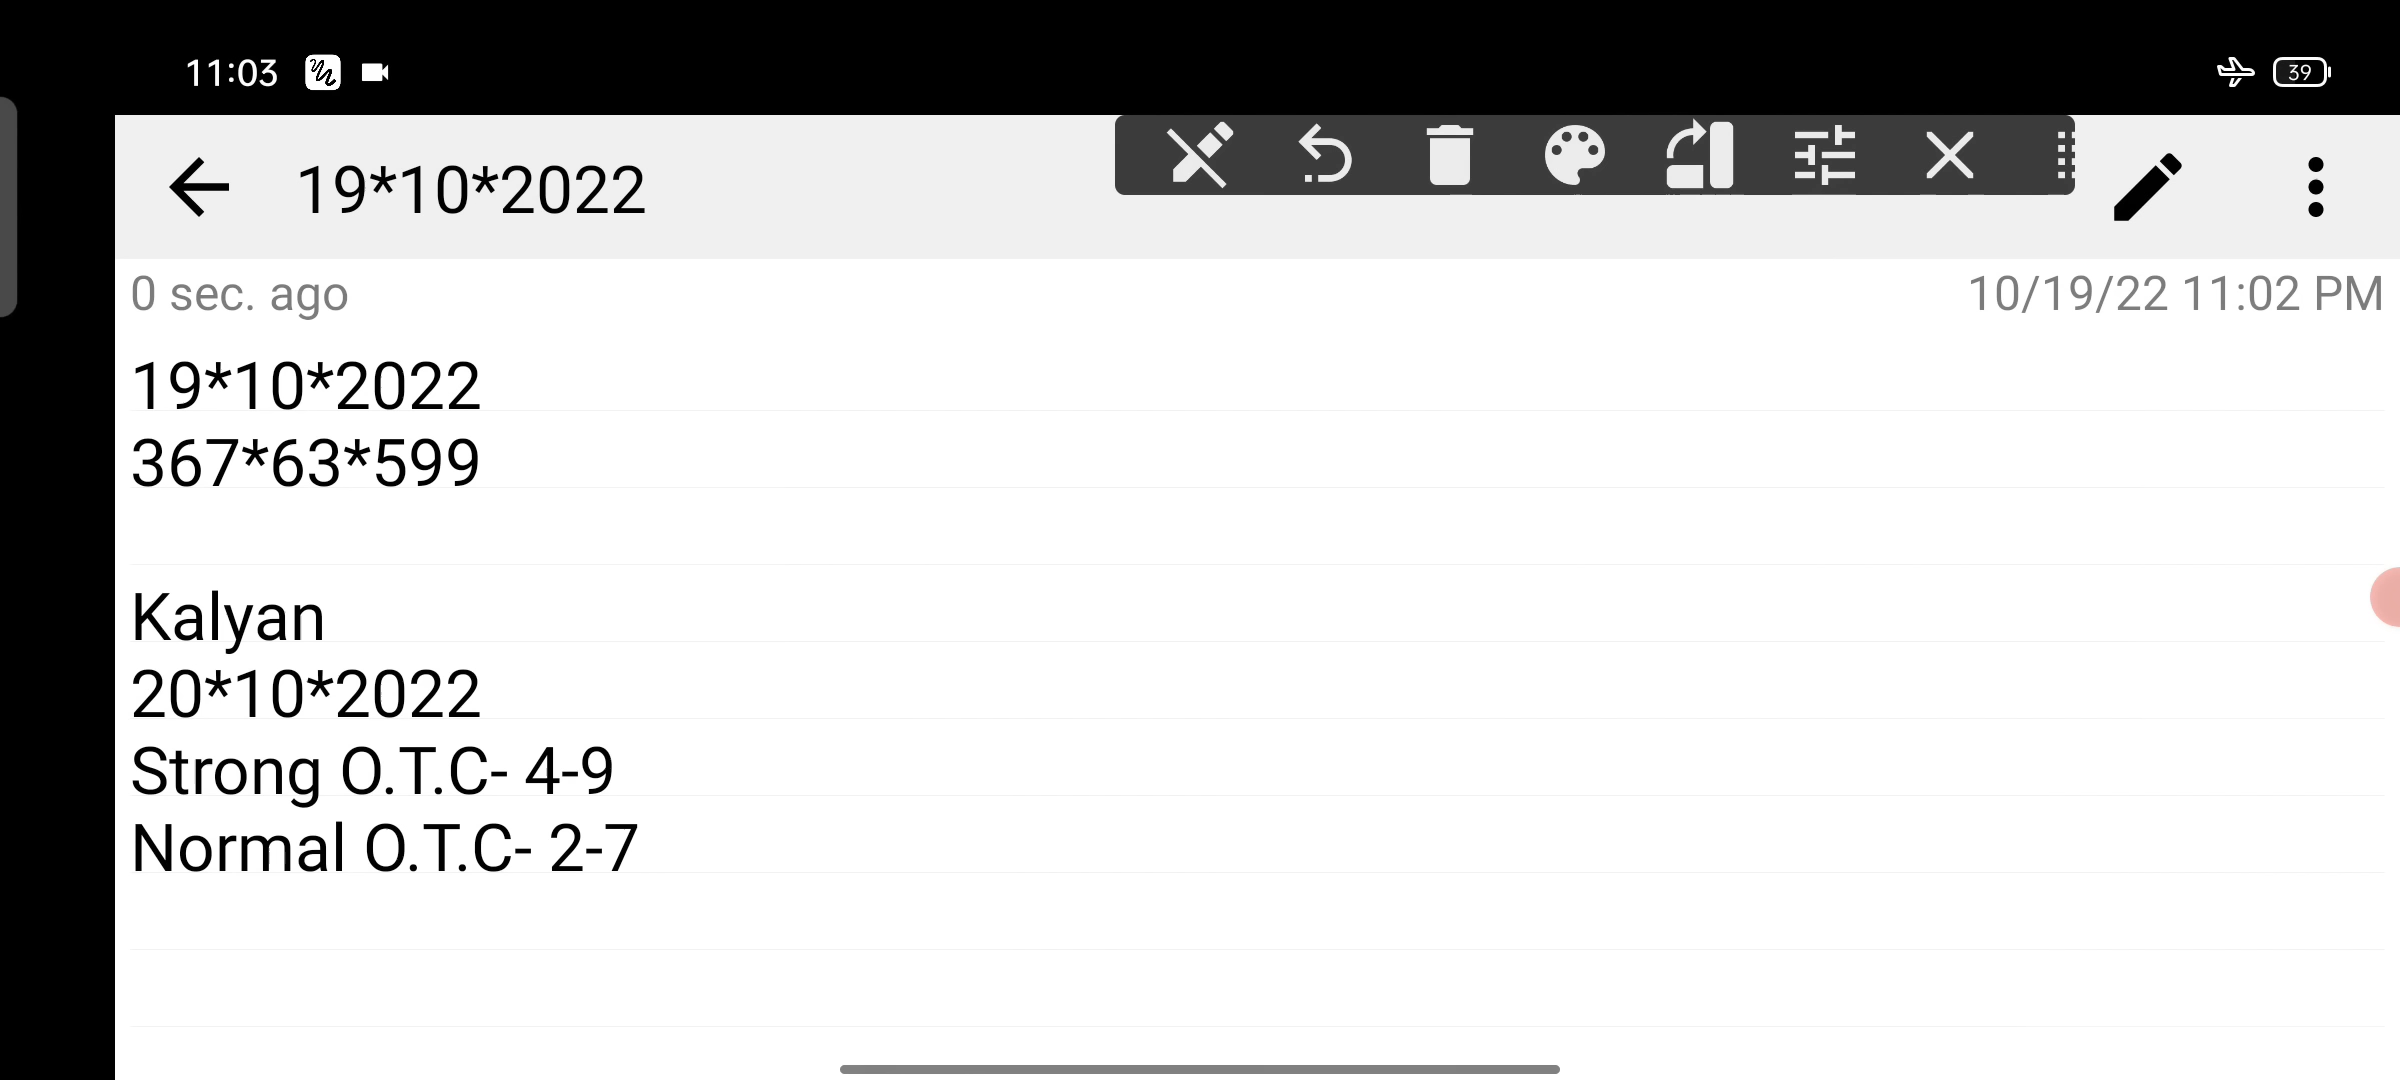 11:03
39
19*10*2022
0 sec. ago
10/19/22 11:02 PM
19*10*2022
367*63*599
Kalyan
20*10*2022
Strong O.T.C- 4-9
Normal O.T.C- 2-7